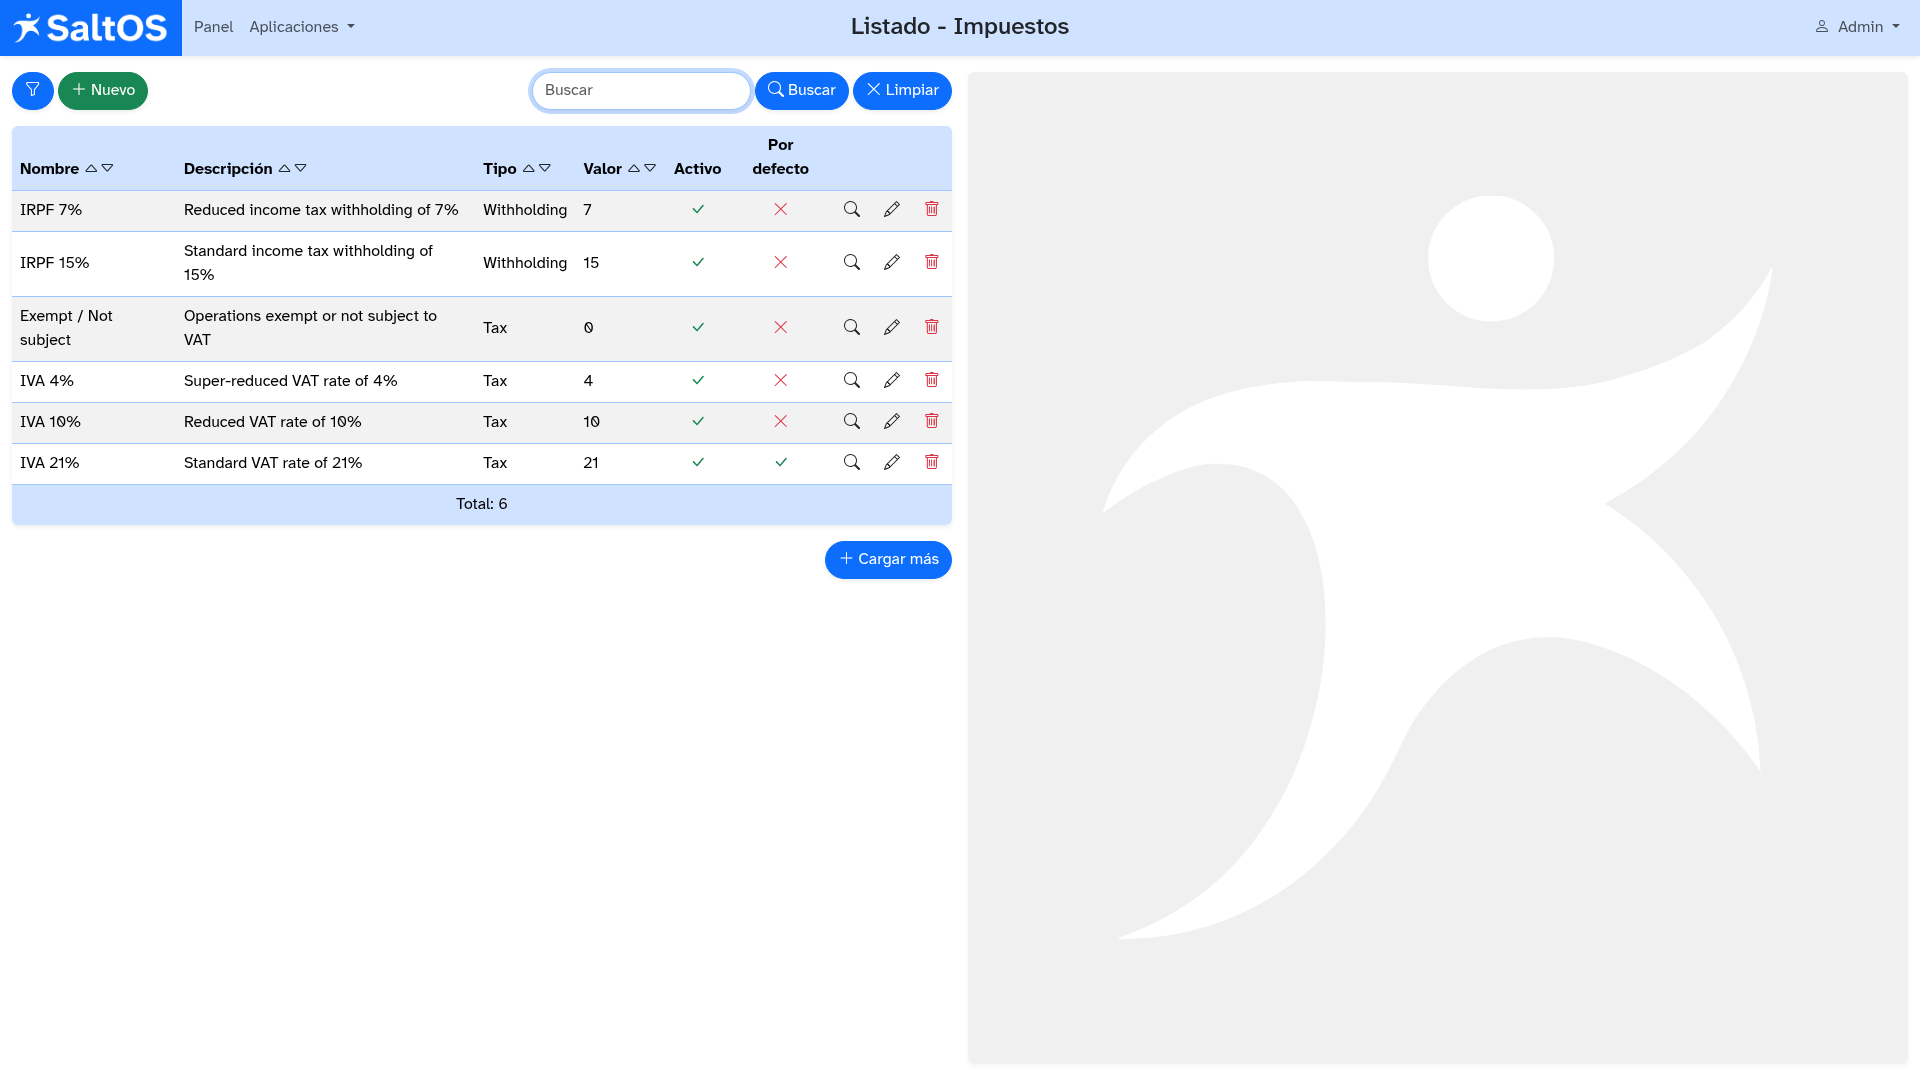 SaltOS Panel Aplicaciones Listado - Impuestos Admin
Nuevo Buscar Buscar Limpiar
Nombre Descripción Tipo Valor Activo Por defecto
IRPF 7% Reduced income tax withholding of 7% Withholding 7
IRPF 15% Standard income tax withholding of 15% Withholding 15
Exempt / Not subject Operations exempt or not subject to VAT Tax 0
IVA 4% Super-reduced VAT rate of 4% Tax 4
IVA 10% Reduced VAT rate of 10% Tax 10
IVA 21% Standard VAT rate of 21% Tax 21
Total: 6
Cargar más